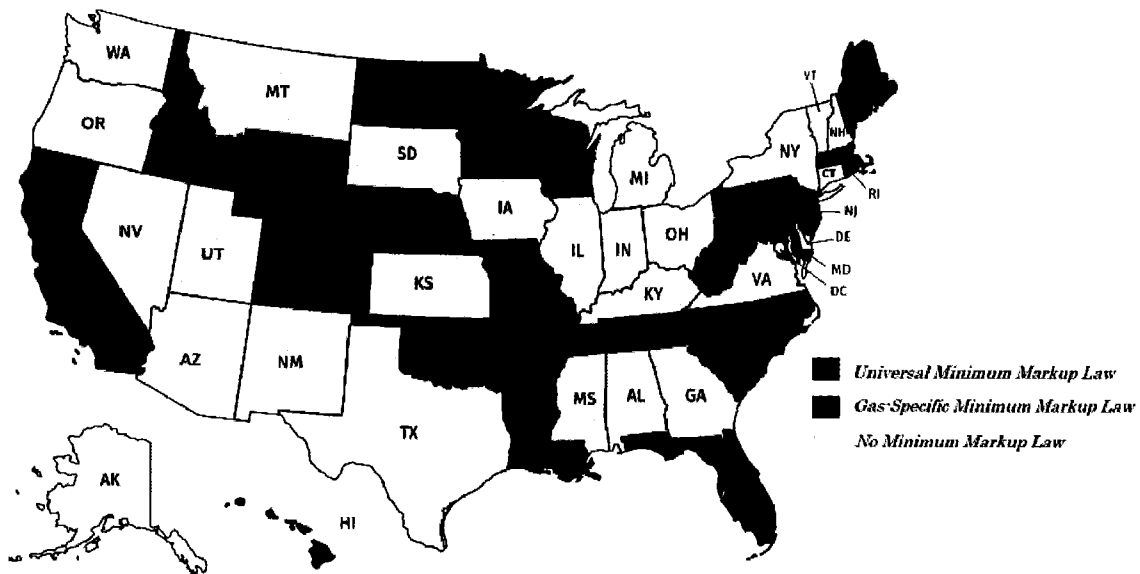 WA
MT
OR
SD
VT
NH
NY
MI
CT
RI
IA
NV
UT
IL
IN
OH
NJ
DE
MD
DC
KS
KY
VA
AZ
NM
MS
AL
GA
TX
AK
HI
Universal Minimum Markup Law
Gas-Specific Minimum Markup Law
No Minimum Markup Law